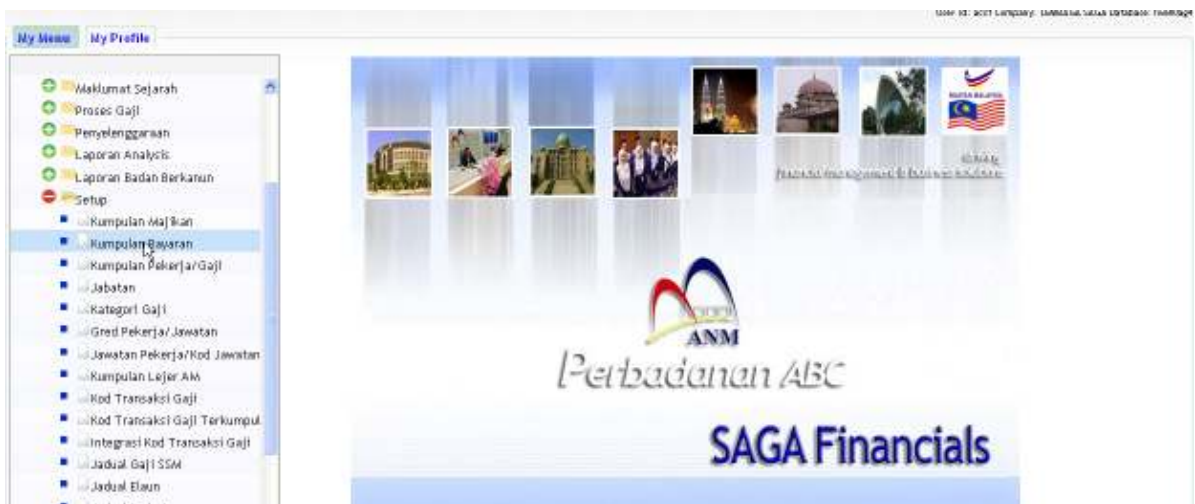 My Menu My Profile
Maklumat Sejarah
Proses Gaji
Penyelenggaraan
Laporan Analysis
Laporan Badan Berkanun
Setup
Kumpulan Majikan
Kumpulan Bayaran
Kumpulan Pekerja/Gaji
Jabatan
Kategori Gaji
Gred Pekerja/Jawatan
Jawatan Pekerja/Kod Jawatan
Kumpulan Lejer AM
Kod Transaksi Gaji
Kod Transaksi Gaji Terkumpul
Integrasi Kod Transaksi Gaji
Jadual Gaji SSM
Jadual Elaun
ANM
Perbadanan ABC
SAGA Financials